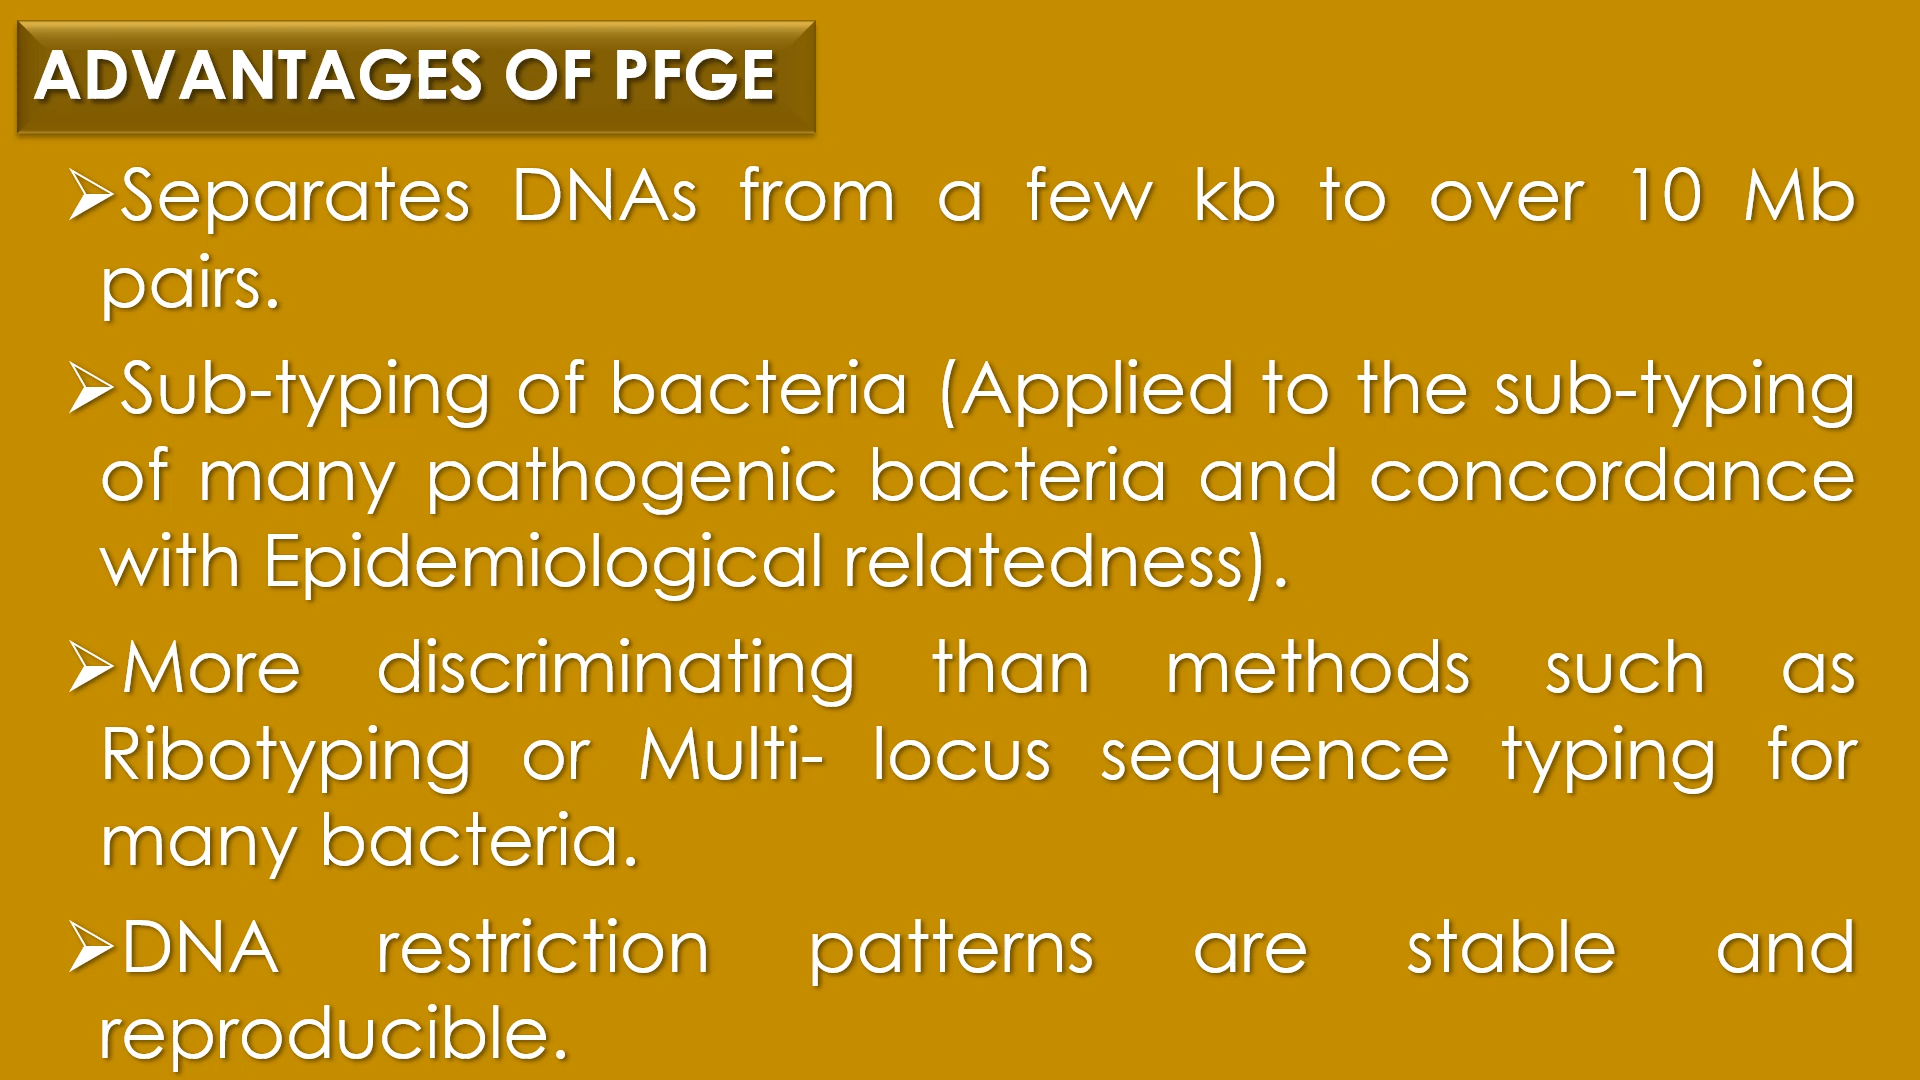 ADVANTAGES OF PFGE
➢Separates DNAs from a few kb to over 10 Mb
pairs.
➢Sub-typing of bacteria (Applied to the sub-typing
of many pathogenic bacteria and concordance
with Epidemiological relatedness).
➢More discriminating than methods such as
Ribotyping or Multi- locus sequence typing for
many bacteria.
➢DNA restriction patterns are stable and
reproducible.